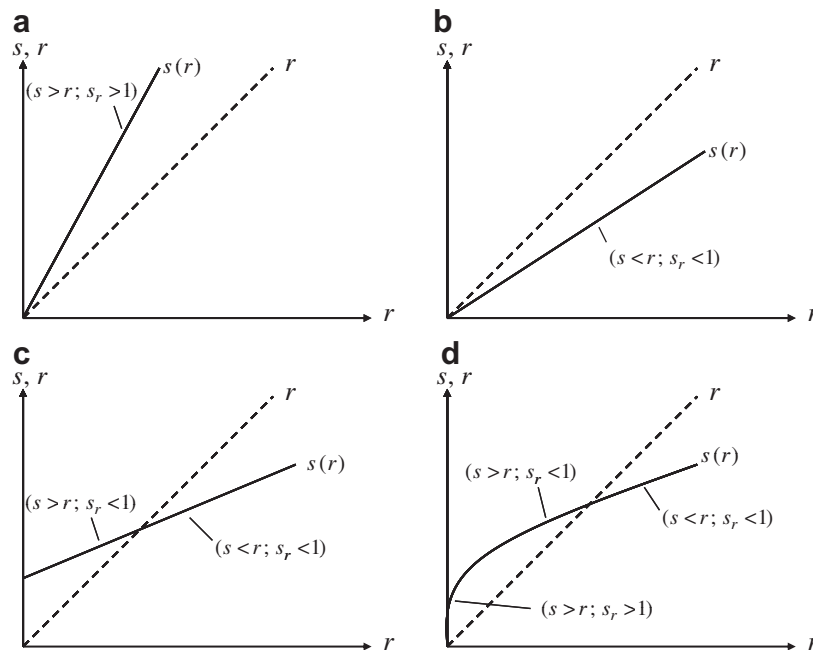 a
s, r
s(r)
r
(s > r; s_r > 1)
r
b
s, r
r
s(r)
(s < r; s_r < 1)
r
c
s, r
r
s(r)
(s > r; s_r < 1)
(s < r; s_r < 1)
r
d
s, r
r
(s > r; s_r < 1)
s(r)
(s < r; s_r < 1)
(s > r; s_r > 1)
r